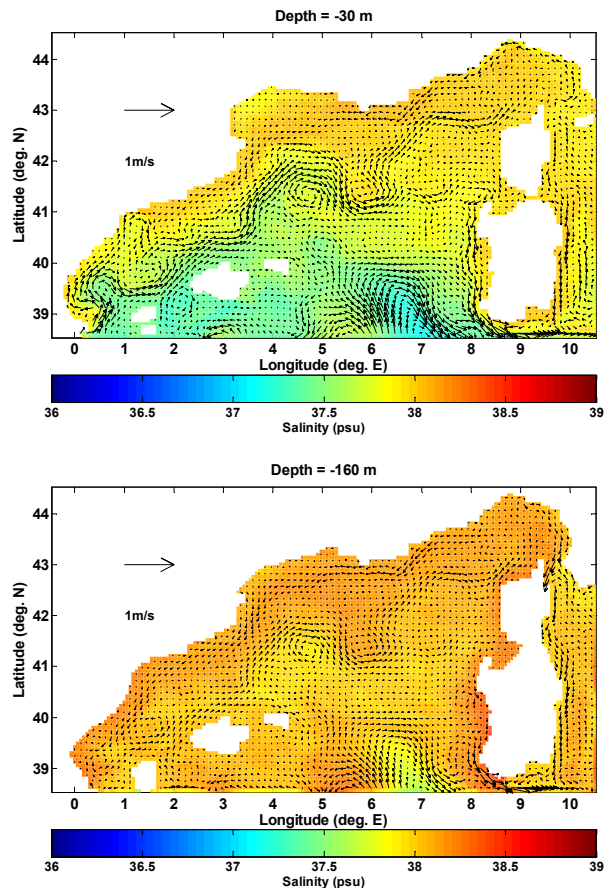 Depth = -30 m
44
43
42
41
40
39
Latitude (deg. N)
1m/s
0 1 2 3 4 5 6 7 8 9 10
Longitude (deg. E)
36 36.5 37 37.5 38 38.5 39
Salinity (psu)
Depth = -160 m
44
43
42
41
40
39
Latitude (deg. N)
1m/s
0 1 2 3 4 5 6 7 8 9 10
Longitude (deg. E)
36 36.5 37 37.5 38 38.5 39
Salinity (psu)